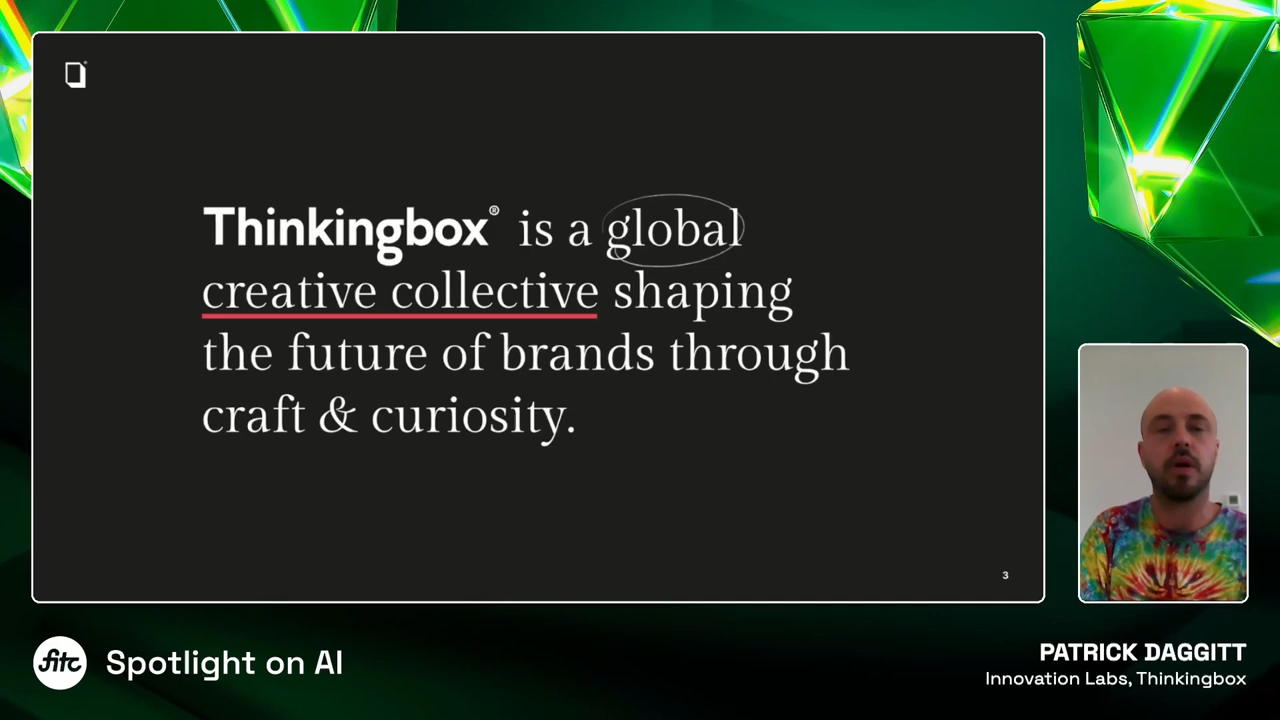 Thinkingbox® is a global
creative collective shaping
the future of brands through
craft & curiosity.
3
fitc Spotlight on AI
PATRICK DAGGITT
Innovation Labs, Thinkingbox